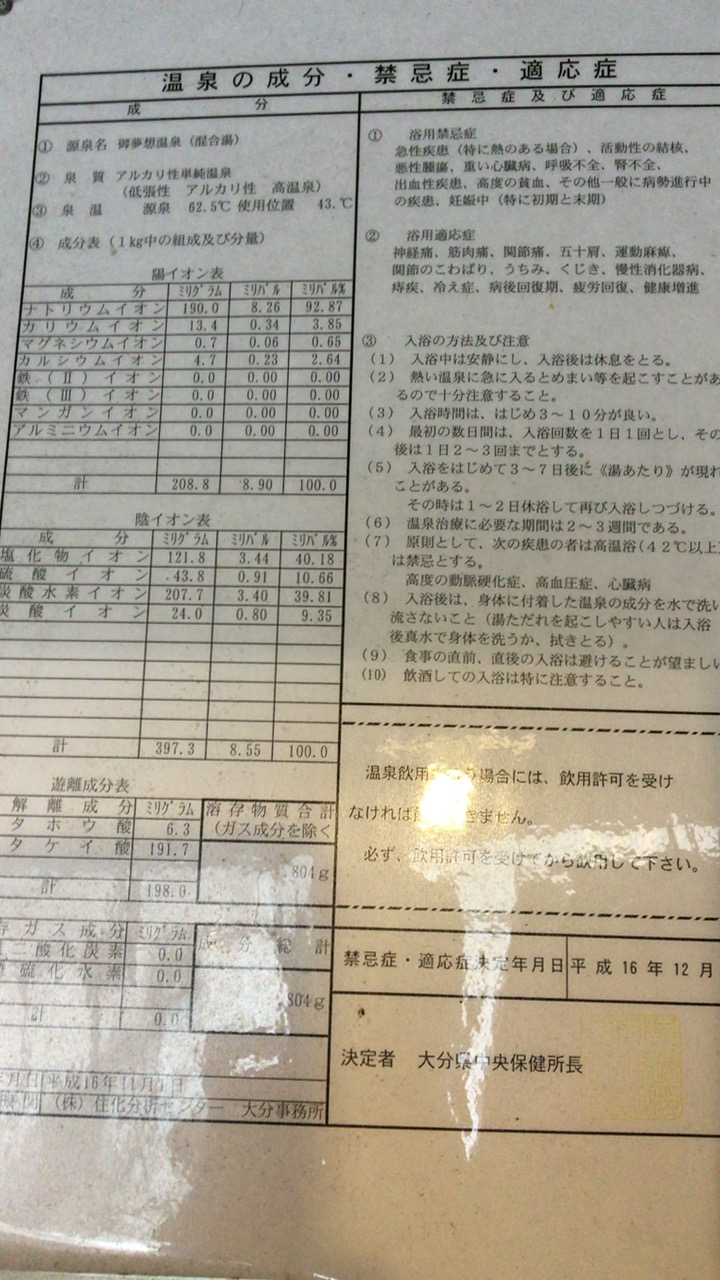 温泉の成分・禁忌症・適応症
成　　　　分
① 源泉名 御夢想温泉（混合湯）
② 泉　質 アルカリ性単純温泉
（低張性　アルカリ性　高温泉）
③ 泉　温　源泉　62.5℃ 使用位置　43.℃
④ 成分表（１kg中の組成及び分量）
陽イオン表
成　　　　分 ﾐﾘｸﾞﾗﾑ ﾐﾘﾊﾞﾙ ﾐﾘﾊﾞﾙ%
ナトリウムイオン 190.0 8.26 92.87
カリウムイオン 13.4 0.34 3.85
マグネシウムイオン 0.7 0.06 0.65
カルシウムイオン 4.7 0.23 2.64
鉄（Ⅱ）イオン 0.0 0.00 0.00
鉄（Ⅲ）イオン 0.0 0.00 0.00
マンガンイオン 0.0 0.00 0.00
アルミニウムイオン 0.0 0.00 0.00
計 208.8 8.90 100.0
陰イオン表
成　　　　分 ﾐﾘｸﾞﾗﾑ ﾐﾘﾊﾞﾙ ﾐﾘﾊﾞﾙ%
塩化物イオン 121.8 3.44 40.18
硫酸イオン 43.8 0.91 10.66
炭酸水素イオン 207.7 3.40 39.81
炭酸イオン 24.0 0.80 9.35
計 397.3 8.55 100.0
遊離成分表
解離成分 ﾐﾘｸﾞﾗﾑ 溶存物質合計
タホウ酸 6.3 （ガス成分を除く
タケイ酸 191.7
.804ｇ
計 198.0
存ガス成分 ﾐﾘｸﾞﾗﾑ 成分総計
二酸化炭素 0.0
硫化水素 0.0
804ｇ
計 0.0
月日 平成16年11月1日
機関 （株）住化分析センター　大分事務所
禁忌症及び適応症
① 浴用禁忌症
急性疾患（特に熱のある場合）、活動性の結核、
悪性腫瘍、重い心臓病、呼吸不全、腎不全、
出血性疾患、高度の貧血、その他一般に病勢進行中
の疾患、妊娠中（特に初期と末期）
② 浴用適応症
神経痛、筋肉痛、関節痛、五十肩、運動麻痺、
関節のこわばり、うちみ、くじき、慢性消化器病、
痔疾、冷え症、病後回復期、疲労回復、健康増進
③ 入浴の方法及び注意
(1) 入浴中は安静にし、入浴後は休息をとる。
(2) 熱い温泉に急に入るとめまい等を起こすことがあ
るので十分注意すること。
(3) 入浴時間は、はじめ３～１０分が良い。
(4) 最初の数日間は、入浴回数を１日１回とし、その
後は１日２～３回までとする。
(5) 入浴をはじめて３～７日後に《湯あたり》が現れ
ことがある。
その時は１～２日休浴して再び入浴しつづける。
(6) 温泉治療に必要な期間は２～３週間である。
(7) 原則として、次の疾患の者は高温浴（４２℃以上）
は禁忌とする。
高度の動脈硬化症、高血圧症、心臓病
(8) 入浴後は、身体に付着した温泉の成分を水で洗い
流さないこと（湯ただれを起こしやすい人は入浴
後真水で身体を洗うか、拭きとる）。
(9) 食事の直前、直後の入浴は避けることが望ましい
(10) 飲酒しての入浴は特に注意すること。
温泉飲用 う場合には、飲用許可を受け
なければ きません。
必ず、飲用許可を受けてから飲用して下さい。
禁忌症・適応症決定年月日 平成 16 年 12 月
決定者　大分県中央保健所長